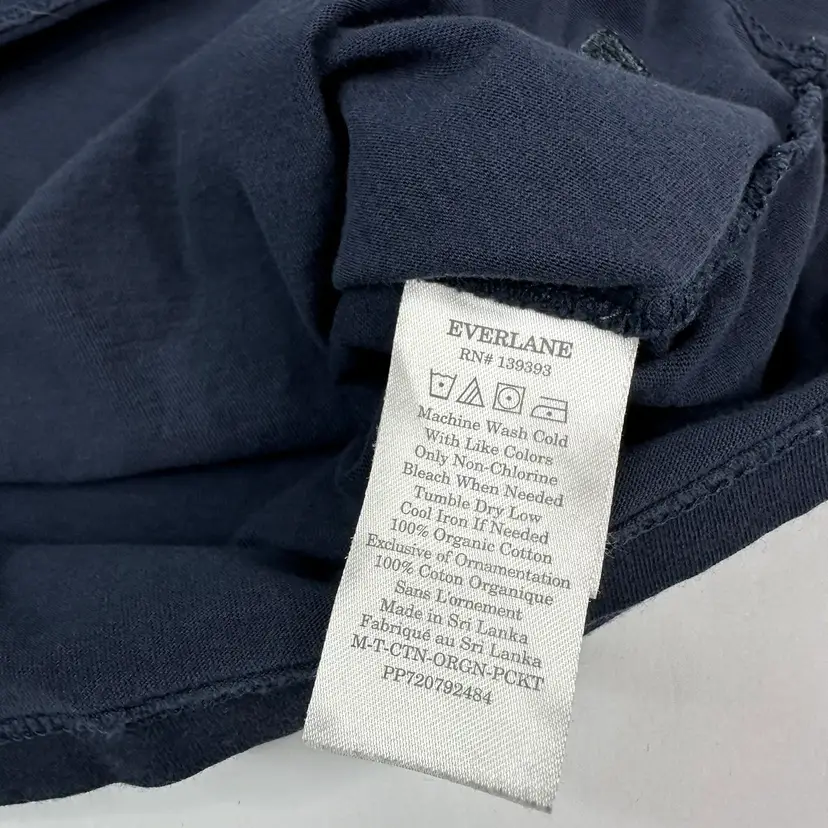 EVERLANE
RN# 139393
Machine Wash Cold
With Like Colors
Only Non-Chlorine
Bleach When Needed
Tumble Dry Low
Cool Iron If Needed
100% Organic Cotton
Exclusive of Ornamentation
100% Coton Organique
Sans L'ornement
Made in Sri Lanka
Fabriqué au Sri Lanka
M-T-CTN-ORGN-PCKT
PP720792484